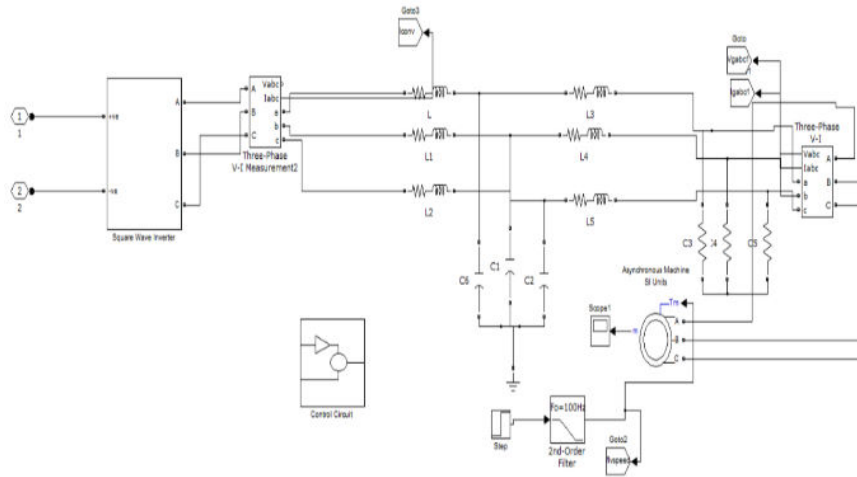 Goto3
Iconv
Goto
Vgabc1
Igabc1
1
1
2
2
+ve
-ve
A
B
C
Square Wave Inverter
A
B
C
Vabc
Iabc
a
b
c
Three-Phase
V-I Measurement2
L
L1
L2
L3
L4
L5
C6
C1
C2
C3
C5
Three-Phase
V-I
Vabc
Iabc
a
b
c
A
B
C
Asynchronous Machine
SI Units
Tm
m
A
B
C
Scope1
Control Circuit
Step
Fo=100Hz
2nd-Order
Filter
Goto2